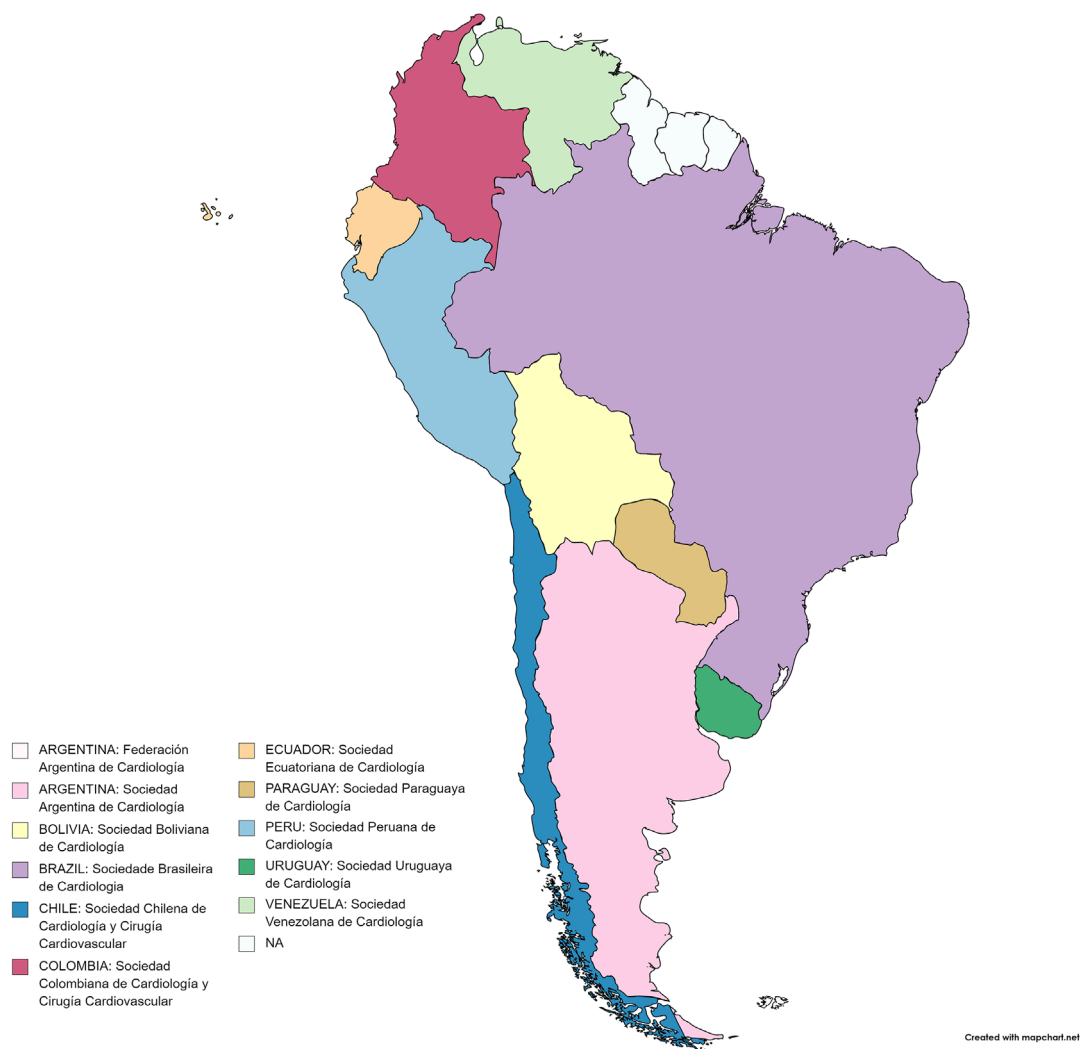 ARGENTINA: Federación
Argentina de Cardiología
ARGENTINA: Sociedad
Argentina de Cardiología
BOLIVIA: Sociedad Boliviana
de Cardiología
BRAZIL: Sociedade Brasileira
de Cardiologia
CHILE: Sociedad Chilena de
Cardiología y Cirugía
Cardiovascular
COLOMBIA: Sociedad
Colombiana de Cardiología y
Cirugía Cardiovascular
ECUADOR: Sociedad
Ecuatoriana de Cardiología
PARAGUAY: Sociedad Paraguaya
de Cardiología
PERU: Sociedad Peruana de
Cardiología
URUGUAY: Sociedad Uruguaya
de Cardiología
VENEZUELA: Sociedad
Venezolana de Cardiología
NA
Created with mapchart.net